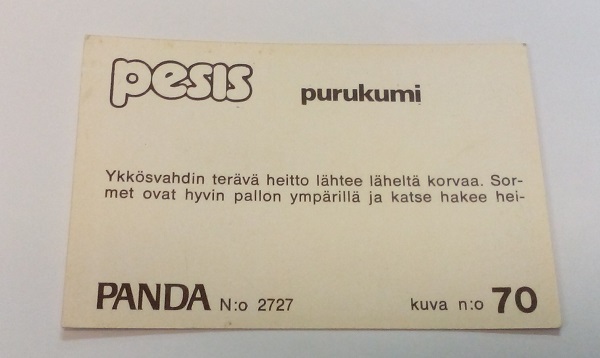 pesis purukumi
Ykkösvahdin terävä heitto lähtee läheltä korvaa. Sor-
met ovat hyvin pallon ympärillä ja katse hakee hei-
PANDA N:o 2727 kuva n:o 70